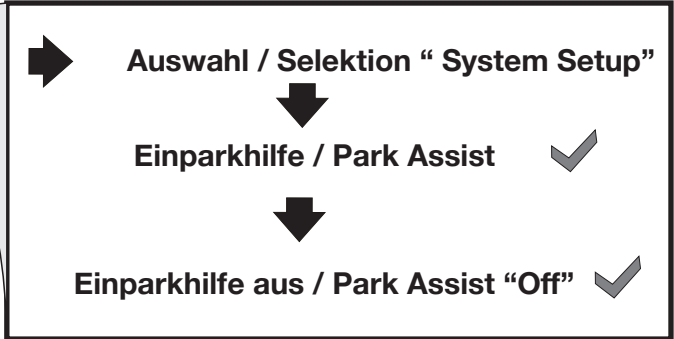 Auswahl / Selektion “ System Setup”
Einparkhilfe / Park Assist
Einparkhilfe aus / Park Assist “Off”